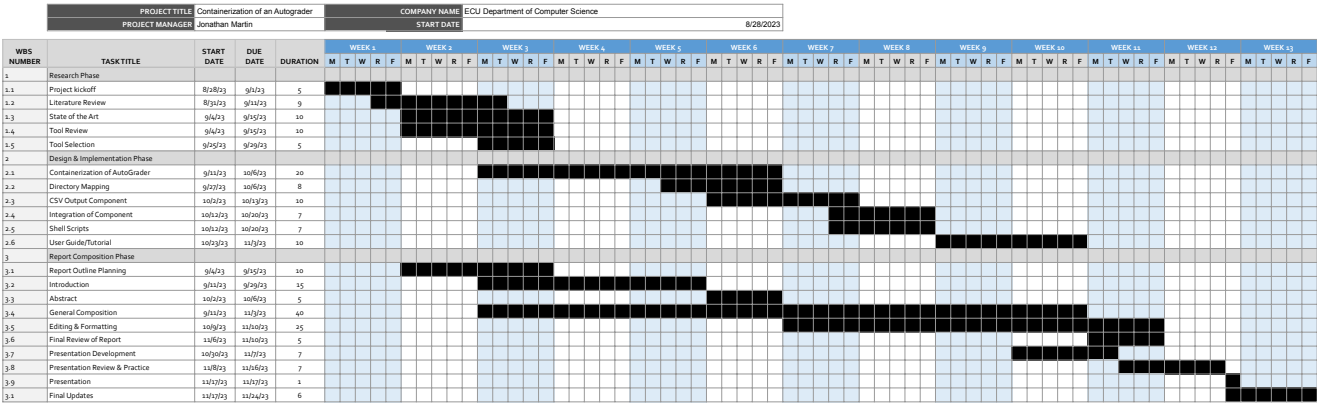 PROJECT TITLE Containerization of an Autograder COMPANY NAME ECU Department of Computer Science
PROJECT MANAGER Jonathan Martin START DATE 8/28/2023
WBS NUMBER TASK TITLE START DATE DUE DATE DURATION WEEK 1 WEEK 2 WEEK 3 WEEK 4 WEEK 5 WEEK 6 WEEK 7 WEEK 8 WEEK 9 WEEK 10 WEEK 11 WEEK 12 WEEK 13
M T W R F M T W R F M T W R F M T W R F M T W R F M T W R F M T W R F M T W R F M T W R F M T W R F M T W R F M T W R F M T W R F
1 Research Phase
1.1 Project kickoff 8/28/23 9/1/23 5
1.2 Literature Review 8/31/23 9/11/23 9
1.3 State of the Art 9/4/23 9/15/23 10
1.4 Tool Review 9/4/23 9/15/23 10
1.5 Tool Selection 9/25/23 9/29/23 5
2 Design & Implementation Phase
2.1 Containerization of AutoGrader 9/11/23 10/6/23 20
2.2 Directory Mapping 9/27/23 10/6/23 8
2.3 CSV Output Component 10/2/23 10/13/23 10
2.4 Integration of Component 10/12/23 10/20/23 7
2.5 Shell Scripts 10/12/23 10/20/23 7
2.6 User Guide/Tutorial 10/23/23 11/3/23 10
3 Report Composition Phase
3.1 Report Outline Planning 9/4/23 9/15/23 10
3.2 Introduction 9/11/23 9/29/23 15
3.3 Abstract 10/2/23 10/6/23 5
3.4 General Composition 9/11/23 11/3/23 40
3.5 Editing & Formatting 10/9/23 11/10/23 25
3.6 Final Review of Report 11/6/23 11/10/23 5
3.7 Presentation Development 10/30/23 11/7/23 7
3.8 Presentation Review & Practice 11/8/23 11/16/23 7
3.9 Presentation 11/17/23 11/17/23 1
3.1 Final Updates 11/17/23 11/24/23 6